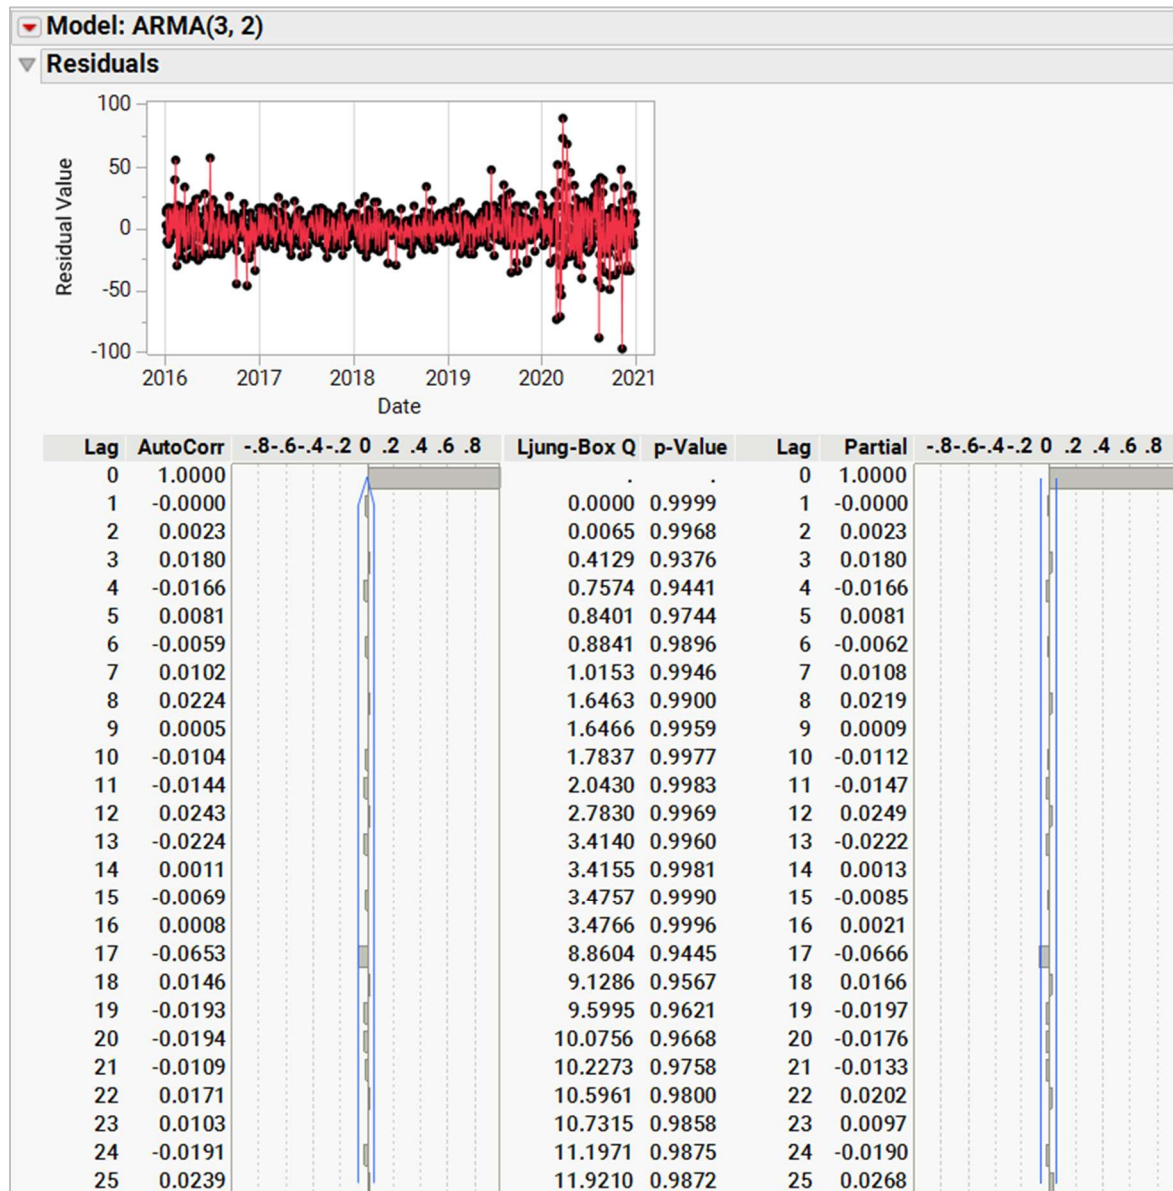 Model: ARMA(3, 2)
Residuals
100
50
0
-50
-100
Residual Value
2016 2017 2018 2019 2020 2021
Date
Lag AutoCorr -.8-.6-.4-.2 0 .2 .4 .6 .8 Ljung-Box Q p-Value Lag Partial -.8-.6-.4-.2 0 .2 .4 .6 .8
0 1.0000 . . 0 1.0000
1 -0.0000 0.0000 0.9999 1 -0.0000
2 0.0023 0.0065 0.9968 2 0.0023
3 0.0180 0.4129 0.9376 3 0.0180
4 -0.0166 0.7574 0.9441 4 -0.0166
5 0.0081 0.8401 0.9744 5 0.0081
6 -0.0059 0.8841 0.9896 6 -0.0062
7 0.0102 1.0153 0.9946 7 0.0108
8 0.0224 1.6463 0.9900 8 0.0219
9 0.0005 1.6466 0.9959 9 0.0009
10 -0.0104 1.7837 0.9977 10 -0.0112
11 -0.0144 2.0430 0.9983 11 -0.0147
12 0.0243 2.7830 0.9969 12 0.0249
13 -0.0224 3.4140 0.9960 13 -0.0222
14 0.0011 3.4155 0.9981 14 0.0013
15 -0.0069 3.4757 0.9990 15 -0.0085
16 0.0008 3.4766 0.9996 16 0.0021
17 -0.0653 8.8604 0.9445 17 -0.0666
18 0.0146 9.1286 0.9567 18 0.0166
19 -0.0193 9.5995 0.9621 19 -0.0197
20 -0.0194 10.0756 0.9668 20 -0.0176
21 -0.0109 10.2273 0.9758 21 -0.0133
22 0.0171 10.5961 0.9800 22 0.0202
23 0.0103 10.7315 0.9858 23 0.0097
24 -0.0191 11.1971 0.9875 24 -0.0190
25 0.0239 11.9210 0.9872 25 0.0268